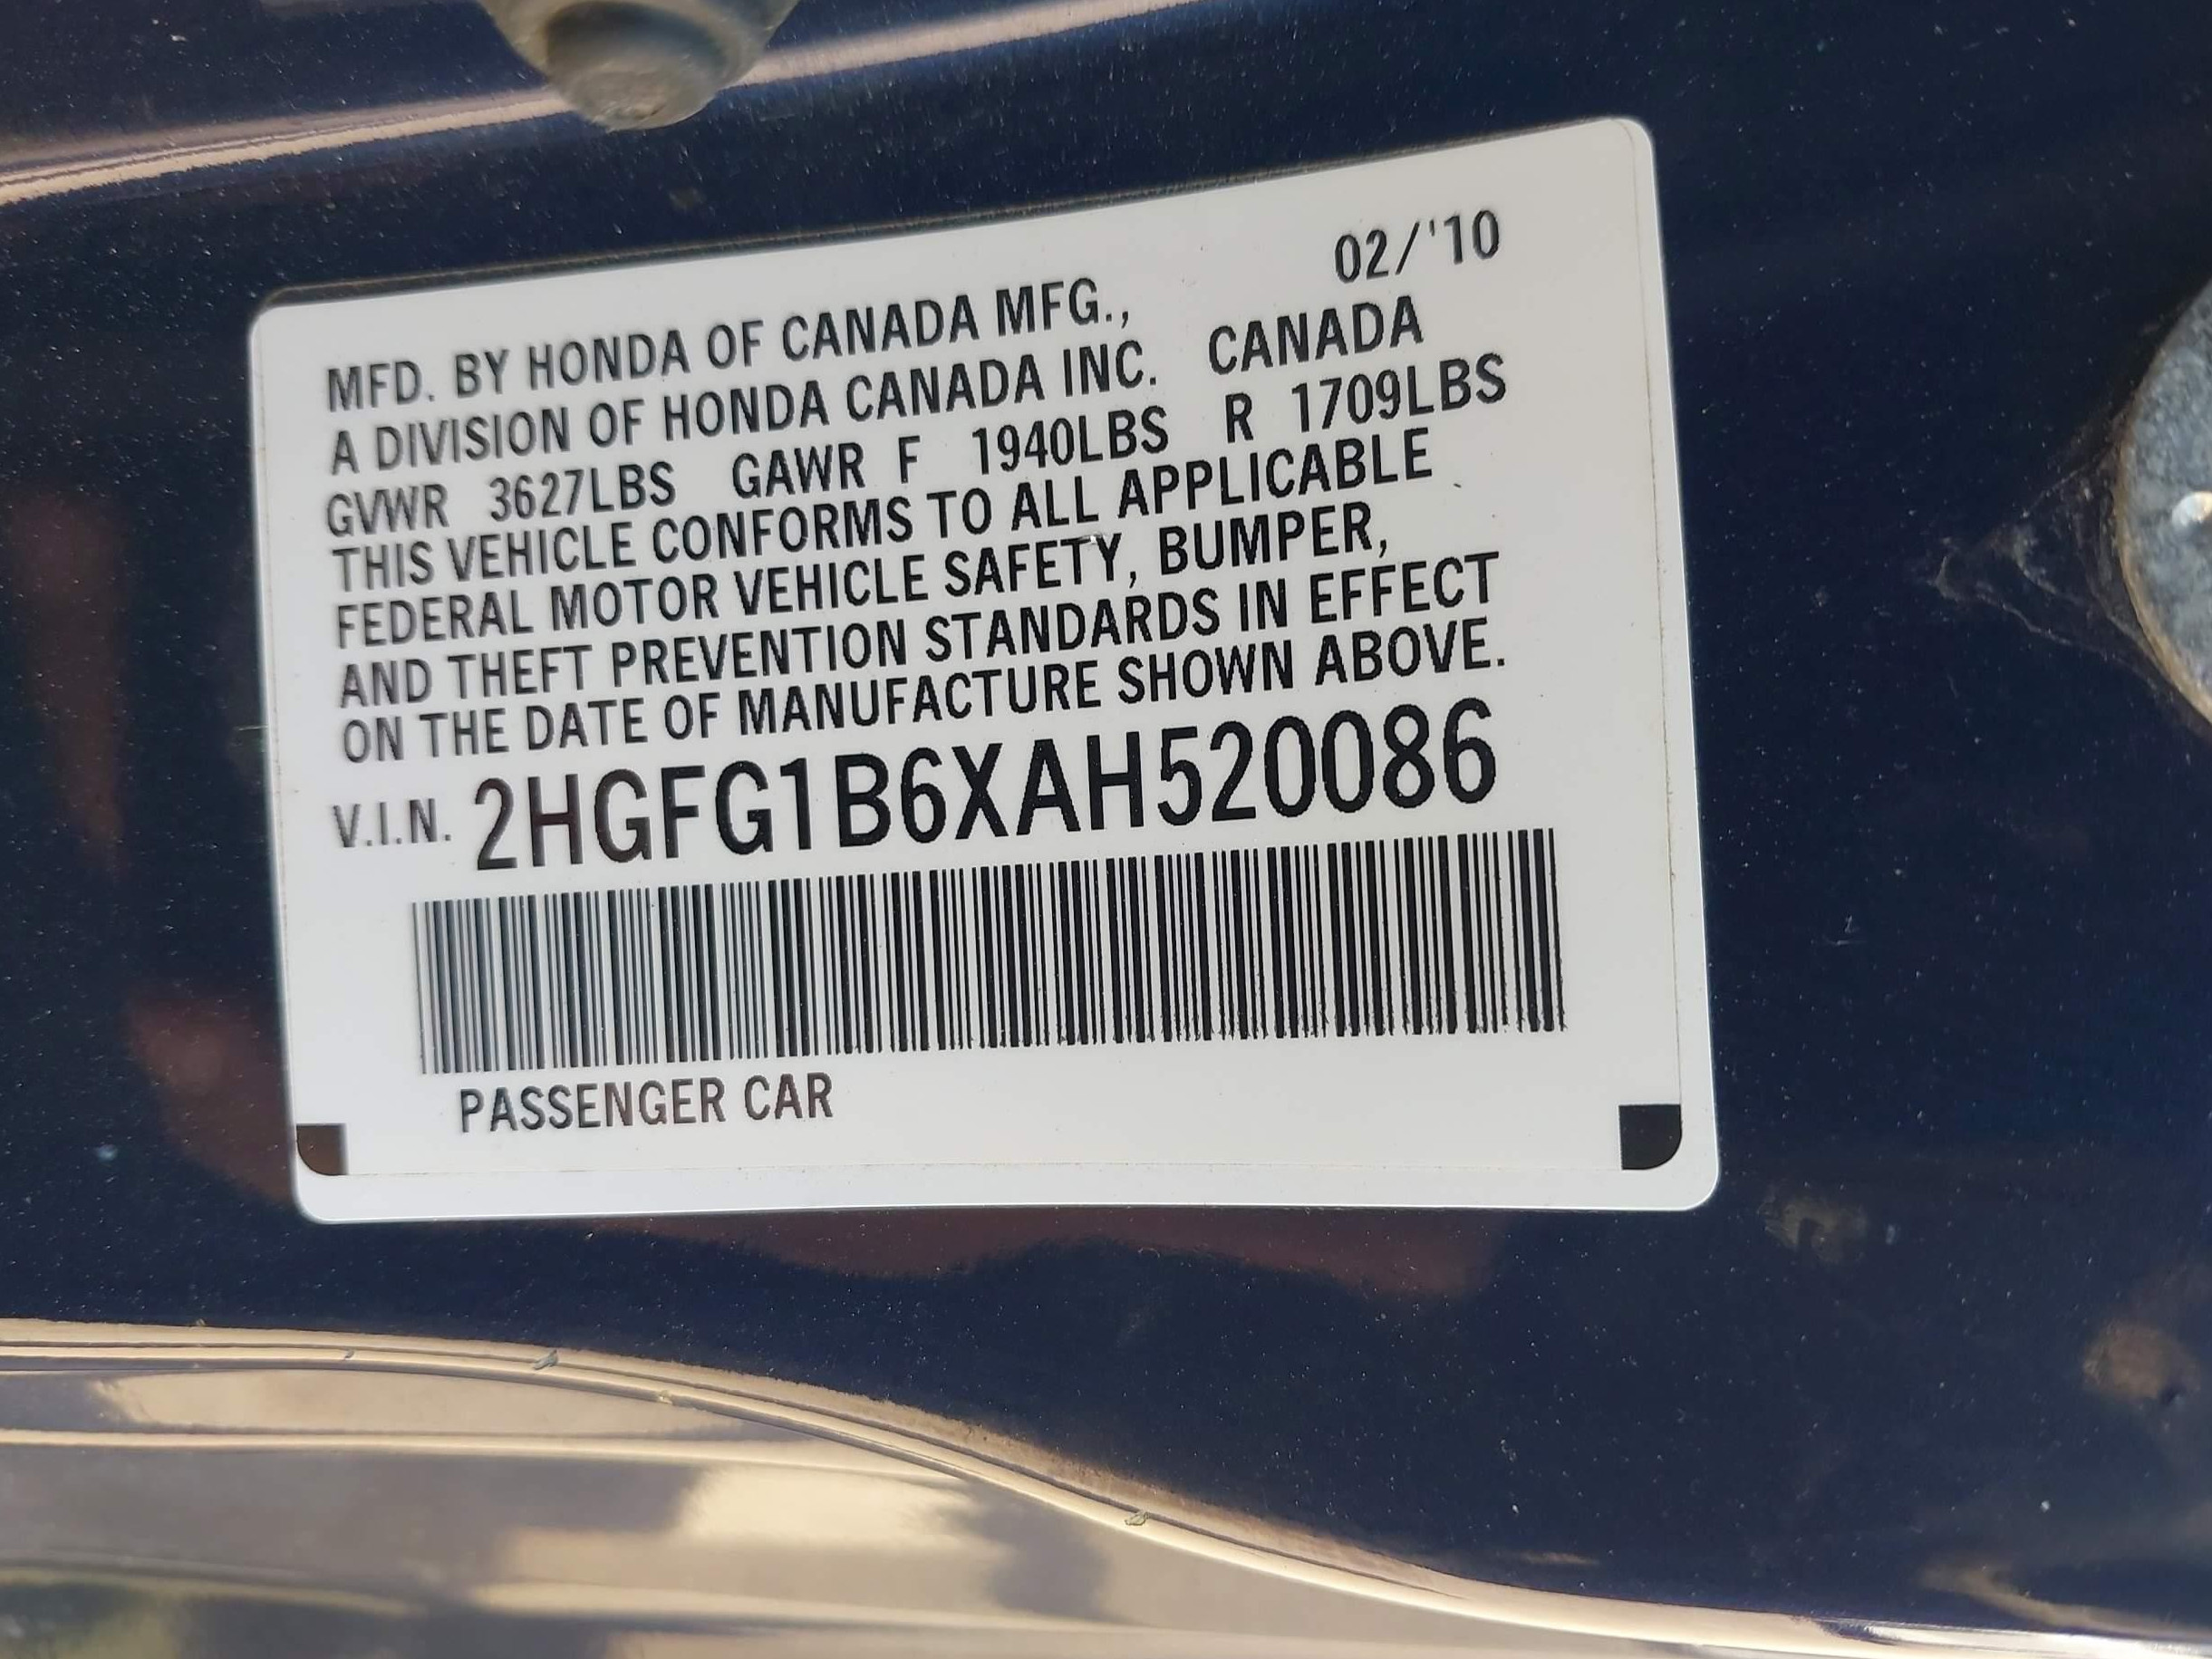 02/'10
MFD. BY HONDA OF CANADA MFG.,
A DIVISION OF HONDA CANADA INC. CANADA
GVWR 3627LBS GAWR F 1940LBS R 1709LBS
THIS VEHICLE CONFORMS TO ALL APPLICABLE
FEDERAL MOTOR VEHICLE SAFETY, BUMPER,
AND THEFT PREVENTION STANDARDS IN EFFECT
ON THE DATE OF MANUFACTURE SHOWN ABOVE.
V.I.N. 2HGFG1B6XAH520086
PASSENGER CAR